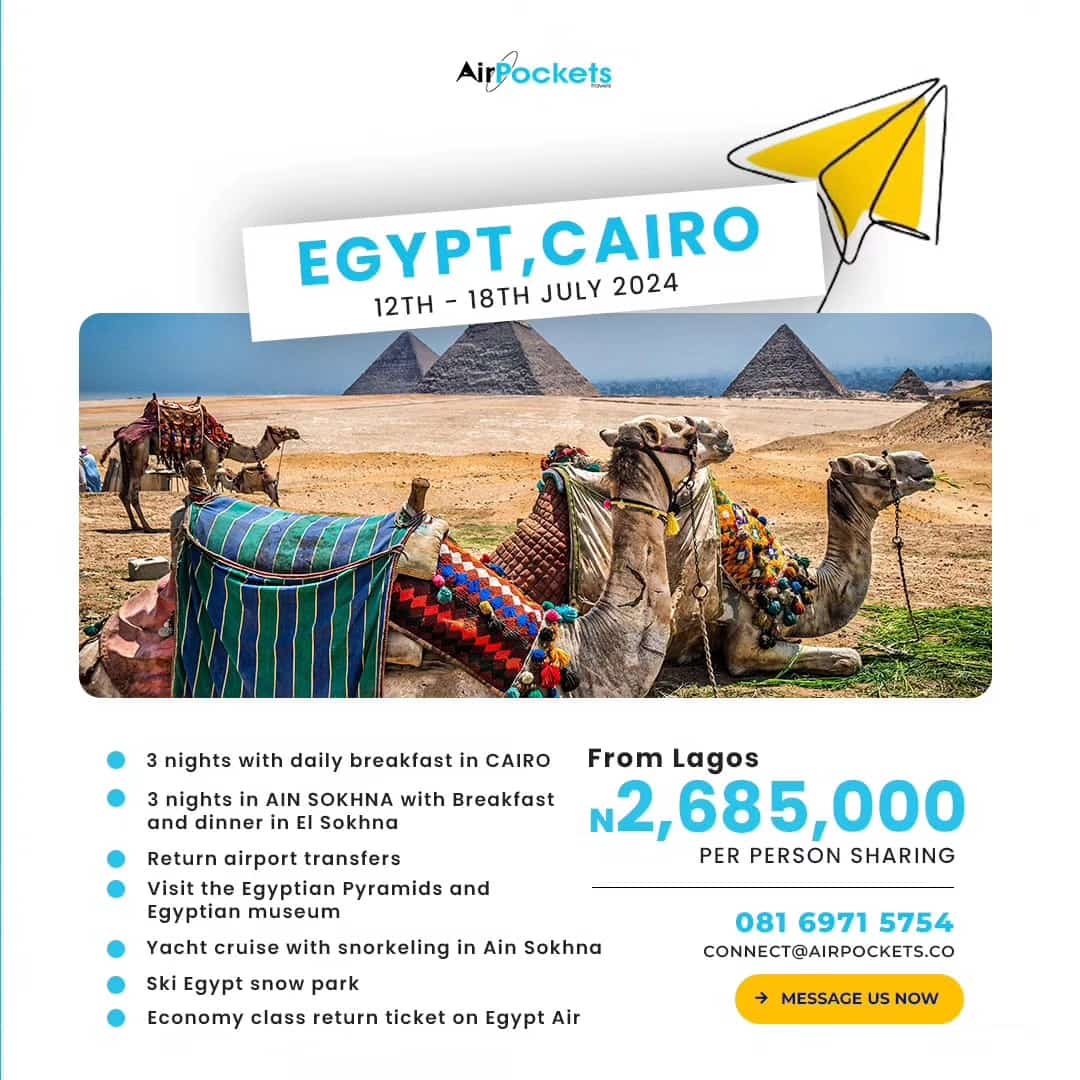 AirPockets
travels
EGYPT,CAIRO
12TH - 18TH JULY 2024
3 nights with daily breakfast in CAIRO
3 nights in AIN SOKHNA with Breakfast
and dinner in El Sokhna
Return airport transfers
Visit the Egyptian Pyramids and
Egyptian museum
Yacht cruise with snorkeling in Ain Sokhna
Ski Egypt snow park
Economy class return ticket on Egypt Air
From Lagos
N2,685,000
PER PERSON SHARING
081 6971 5754
CONNECT@AIRPOCKETS.CO
→ MESSAGE US NOW